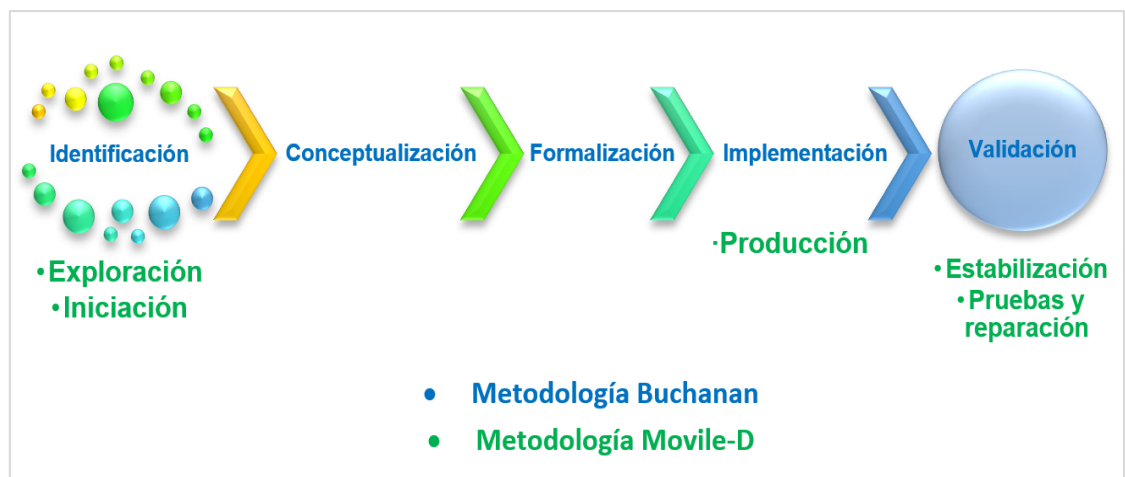 Identificación
Conceptualización
Formalización
Implementación
Validación
•Exploración
•Iniciación
·Producción
•Estabilización
•Pruebas y
reparación
• Metodología Buchanan
• Metodología Movile-D